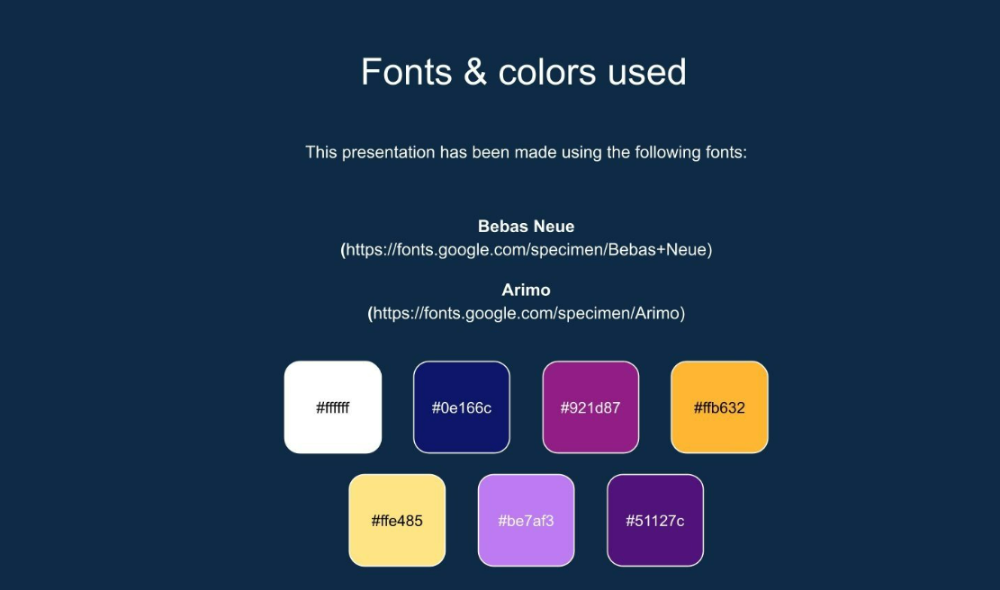 Fonts & colors used
This presentation has been made using the following fonts:
Bebas Neue
(https://fonts.google.com/specimen/Bebas+Neue)
Arimo
(https://fonts.google.com/specimen/Arimo)
#ffffff #0e166c #921d87 #ffb632
#ffe485 #be7af3 #51127c